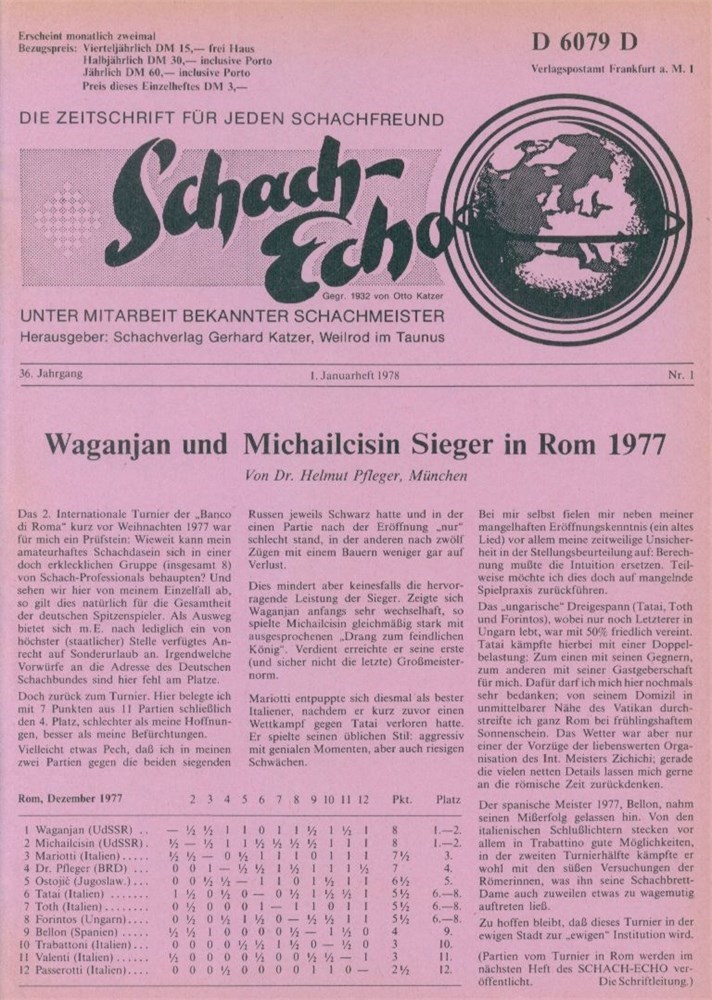 Erscheint monatlich zweimal
Bezugspreis: Vierteljährlich DM 15,— frei Haus
Halbjährlich DM 30,— inclusive Porto
Jährlich DM 60,— inclusive Porto
Preis dieses Einzelheftes DM 3,—
D 6079 D
Verlagspostamt Frankfurt a. M. 1
DIE ZEITSCHRIFT FÜR JEDEN SCHACHFREUND
Schach-
Echo
Gegr. 1932 von Otto Katzer
UNTER MITARBEIT BEKANNTER SCHACHMEISTER
Herausgeber: Schachverlag Gerhard Katzer, Weilrod im Taunus
36. Jahrgang
1. Januarheft 1978
Nr. 1
Waganjan und Michailcisin Sieger in Rom 1977
Von Dr. Helmut Pfleger, München
Das 2. Internationale Turnier der „Banco
di Roma“ kurz vor Weihnachten 1977 war
für mich ein Prüfstein: Wieweit kann mein
amateurhaftes Schachdasein sich in einer
doch erklecklichen Gruppe (insgesamt 8)
von Schach-Professionals behaupten? Und
sehen wir hier von meinem Einzelfall ab,
so gilt dies natürlich für die Gesamtheit
der deutschen Spitzenspieler. Als Ausweg
bietet sich m.E. nach lediglich ein von
höchster (staatlicher) Stelle verfügtes An-
recht auf Sonderurlaub an. Irgendwelche
Vorwürfe an die Adresse des Deutschen
Schachbundes sind hier fehl am Platze.
Doch zurück zum Turnier. Hier belegte ich
mit 7 Punkten aus 11 Partien schließlich
den 4. Platz, schlechter als meine Hoffnun-
gen, besser als meine Befürchtungen.
Vielleicht etwas Pech, daß ich in meinen
zwei Partien gegen die beiden siegenden
Russen jeweils Schwarz hatte und in der
einen Partie nach der Eröffnung „nur“
schlecht stand, in der anderen nach zwölf
Zügen mit einem Bauern weniger gar auf
Verlust.
Dies mindert aber keinesfalls die hervor-
ragende Leistung der Sieger. Zeigte sich
Waganjan anfangs sehr wechselhaft, so
spielte Michailcisin gleichmäßig stark mit
ausgesprochenen „Drang zum feindlichen
König“. Verdient erreichte er seine erste
(und sicher nicht die letzte) Großmeister-
norm.
Mariotti entpuppte sich diesmal als bester
Italiener, nachdem er kurz zuvor einen
Wettkampf gegen Tatai verloren hatte.
Er spielte seinen üblichen Stil: aggressiv
mit genialen Momenten, aber auch riesigen
Schwächen.
Bei mir selbst fielen mir neben meiner
mangelhaften Eröffnungskenntnis (ein altes
Lied) vor allem meine zeitweilige Unsicher-
heit in der Stellungsbeurteilung auf: Berech-
nung mußte die Intuition ersetzen. Teil-
weise möchte ich dies doch auf mangelnde
Spielpraxis zurückführen.
Das „ungarische“ Dreigespann (Tatai, Toth
und Forintos), wobei nur noch Letzterer in
Ungarn lebt, war mit 50% friedlich vereint.
Tatai kämpfte hierbei mit einer Doppel-
belastung: Zum einen mit seinen Gegnern,
zum anderen mit seiner Gastgeberschaft
für mich. Dafür darf ich mich hier nochmals
sehr bedanken; von seinem Domizil in
unmittelbarer Nähe des Vatikan durch-
streifte ich ganz Rom bei frühlingshaftem
Sonnenschein. Das Wetter war aber nur
einer der Vorzüge der liebenswerten Orga-
nisation des Int. Meisters Zichichi; gerade
die vielen netten Details lassen mich gerne
an die römische Zeit zurückdenken.
Der spanische Meister 1977, Bellon, nahm
seinen Mißerfolg gelassen hin. Von den
italienischen Schlußlichtern stecken vor
allem in Trabattino gute Möglichkeiten,
in der zweiten Turnierhälfte kämpfte er
wohl mit den süßen Versuchungen der
Römerinnen, was ihn seine Schachbrett-
Dame auch zuweilen etwas zu wagemutig
auftreten ließ.
Zu hoffen bleibt, daß dieses Turnier in der
ewigen Stadt zur „ewigen“ Institution wird.
(Partien vom Turnier in Rom werden im
nächsten Heft des SCHACH-ECHO ver-
öffentlicht. Die Schriftleitung.)
Rom, Dezember 1977 2 3 4 5 6 7 8 9 10 11 12 Pkt. Platz
1 Waganjan (UdSSR) .. — ½ ½ 1 1 0 1 1 ½ 1 ½ 1 8 1.—2.
2 Michailcisin (UdSSR) ½ — ½ 1 1 ½ ½ ½ ½ 1 1 1 8 1.—2.
3 Mariotti (Italien) ..... ½ ½ — 0 ½ 1 1 1 0 1 1 1 7½ 3.
4 Dr. Pfleger (BRD) ... 0 0 1 — ½ ½ 1 ½ 1 1 1 ½ 7 4.
5 Ostojić (Jugoslaw.) ... 0 0 ½ ½ — 1 1 0 1 ½ 1 1 6½ 5.
6 Tatai (Italien) ....... 1 ½ 0 ½ 0 — 0 ½ 1 ½ ½ 1 5½ 6.—8.
7 Toth (Italien) ........ 0 ½ 0 0 0 1 — 1 1 0 1 1 5½ 6.—8.
8 Forintos (Ungarn) .... 0 ½ 0 ½ 1 ½ 0 — ½ ½ 1 1 5½ 6.—8.
9 Bellon (Spanien) ..... ½ ½ 1 0 0 0 0 ½ — 1 ½ 0 4 9.
10 Trabattoni (Italien) ... 0 0 0 0 ½ ½ 1 ½ 0 — ½ 0 3 10.
11 Valenti (Italien) ...... ½ 0 0 0 0 ½ 0 0 ½ ½ — 1 3 11.
12 Passerotti (Italien) .... 0 0 0 ½ 0 0 0 0 1 1 0 — 2½ 12.